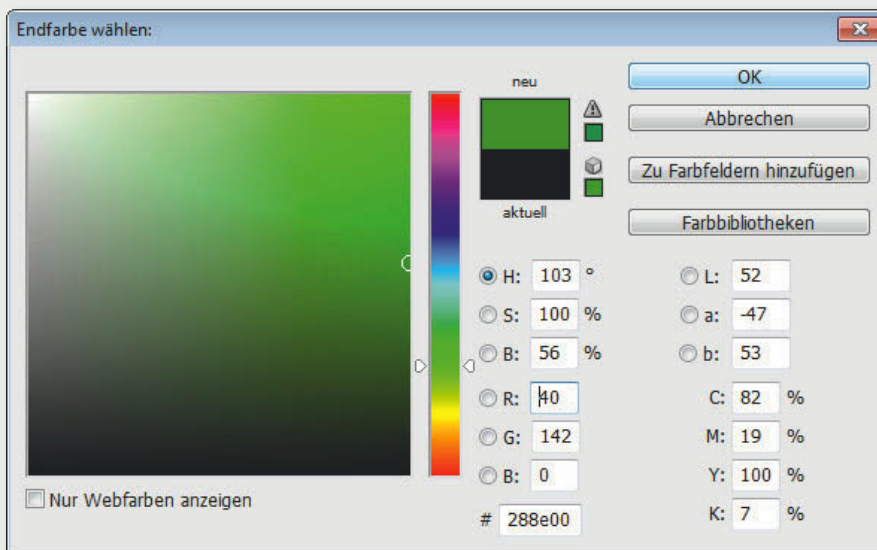 Endfarbe wählen:
neu
aktuell
OK
Abbrechen
Zu Farbfeldern hinzufügen
Farbbibliotheken
H: 103 °
S: 100 %
B: 56 %
R: 40
G: 142
B: 0
# 288e00
L: 52
a: -47
b: 53
C: 82 %
M: 19 %
Y: 100 %
K: 7 %
Nur Webfarben anzeigen